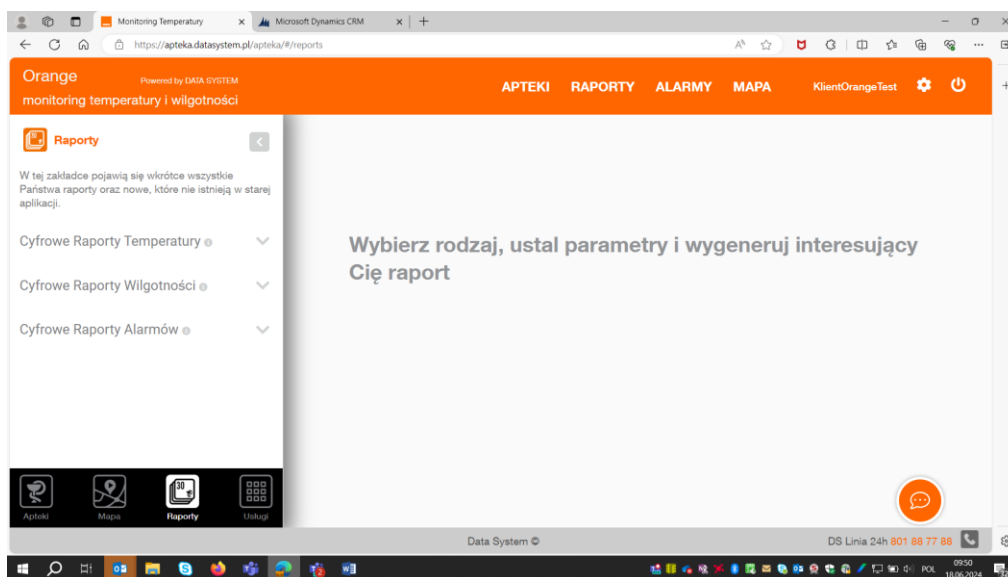 Monitoring Temperatury
Microsoft Dynamics CRM
https://apteka.datasystem.pl/apteka/#/reports
Orange
Powered by DATA SYSTEM
monitoring temperatury i wilgotności
APTEKI RAPORTY ALARMY MAPA KlientOrangeTest
Raporty
W tej zakładce pojawią się wkrótce wszystkie
Państwa raporty oraz nowe, które nie istnieją w starej
aplikacji.
Cyfrowe Raporty Temperatury
Cyfrowe Raporty Wilgotności
Cyfrowe Raporty Alarmów
Wybierz rodzaj, ustal parametry i wygeneruj interesujący
Cię raport
30
Apteki Mapa Raporty Usługi
Data System ©
DS Linia 24h 801 88 77 88
POL
09:50
18.06.2024